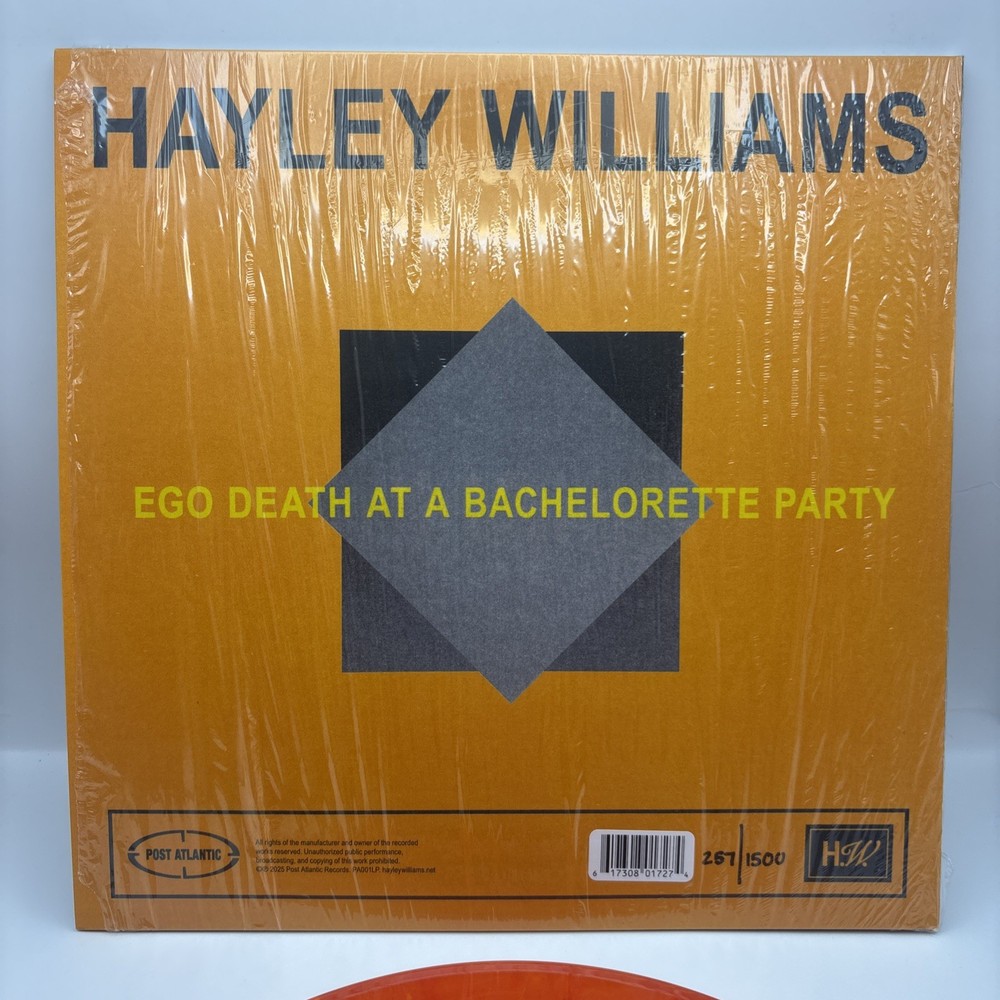 HAYLEY WILLIAMS
EGO DEATH AT A BACHELORETTE PARTY
POST ATLANTIC
All rights of the manufacturer and owner of the recorded
works reserved. Unauthorized public performance,
broadcasting, and copying of this work prohibited.
©℗ 2025 Post Atlantic Records. PA001LP. hayleywilliams.net
6 17308 01727 4
257/1500
H.W.